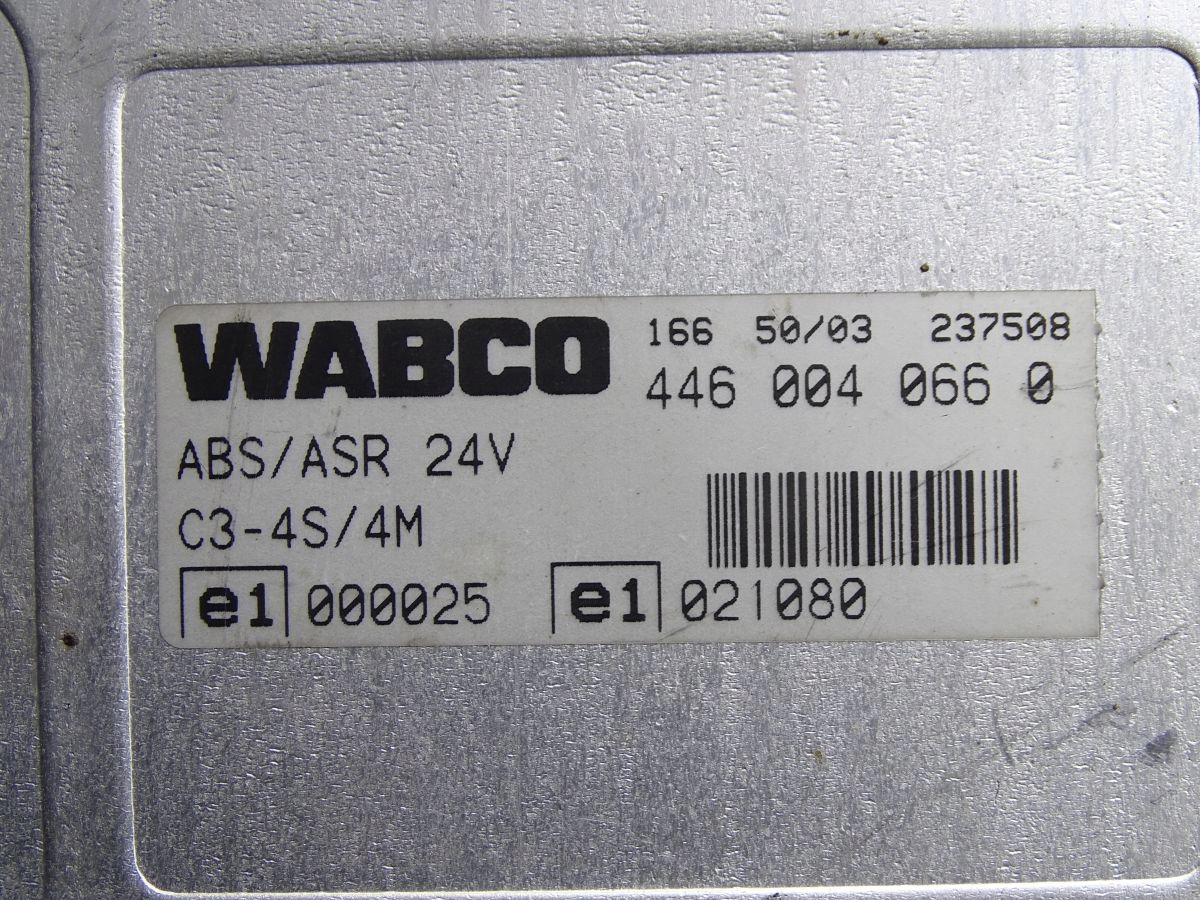 WABCO
166 50/03 237508
446 004 066 0
ABS/ASR 24V
C3-4S/4M
e1 000025 e1 021080